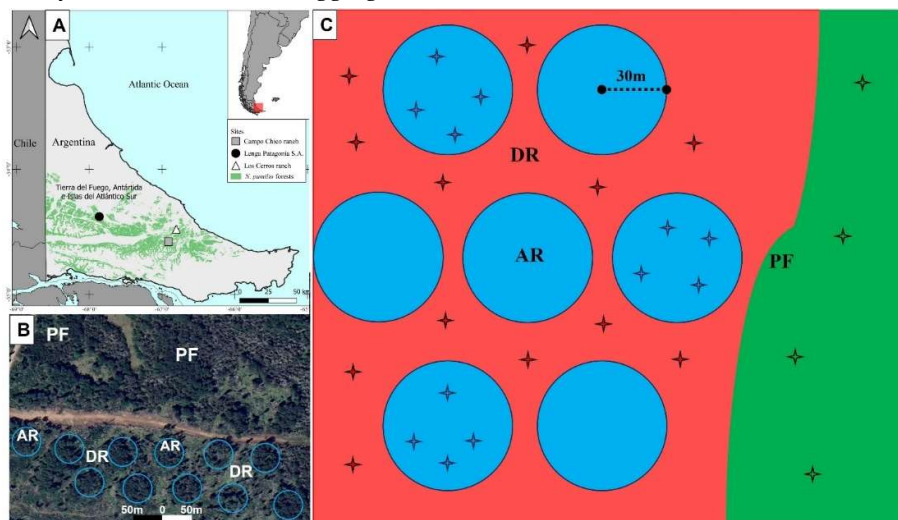 A
Atlantic Ocean
Chile
Argentina
Sites
Campo Chico ranch
Lenga Patagonia S.A.
Los Cerros ranch
N. pumilio forests
Tierra del Fuego, Antártida
e Islas del Atlántico Sur
0 25 50 km
B
PF
PF
AR
AR
DR
DR
50m 0 50m
C
30m
DR
AR
PF